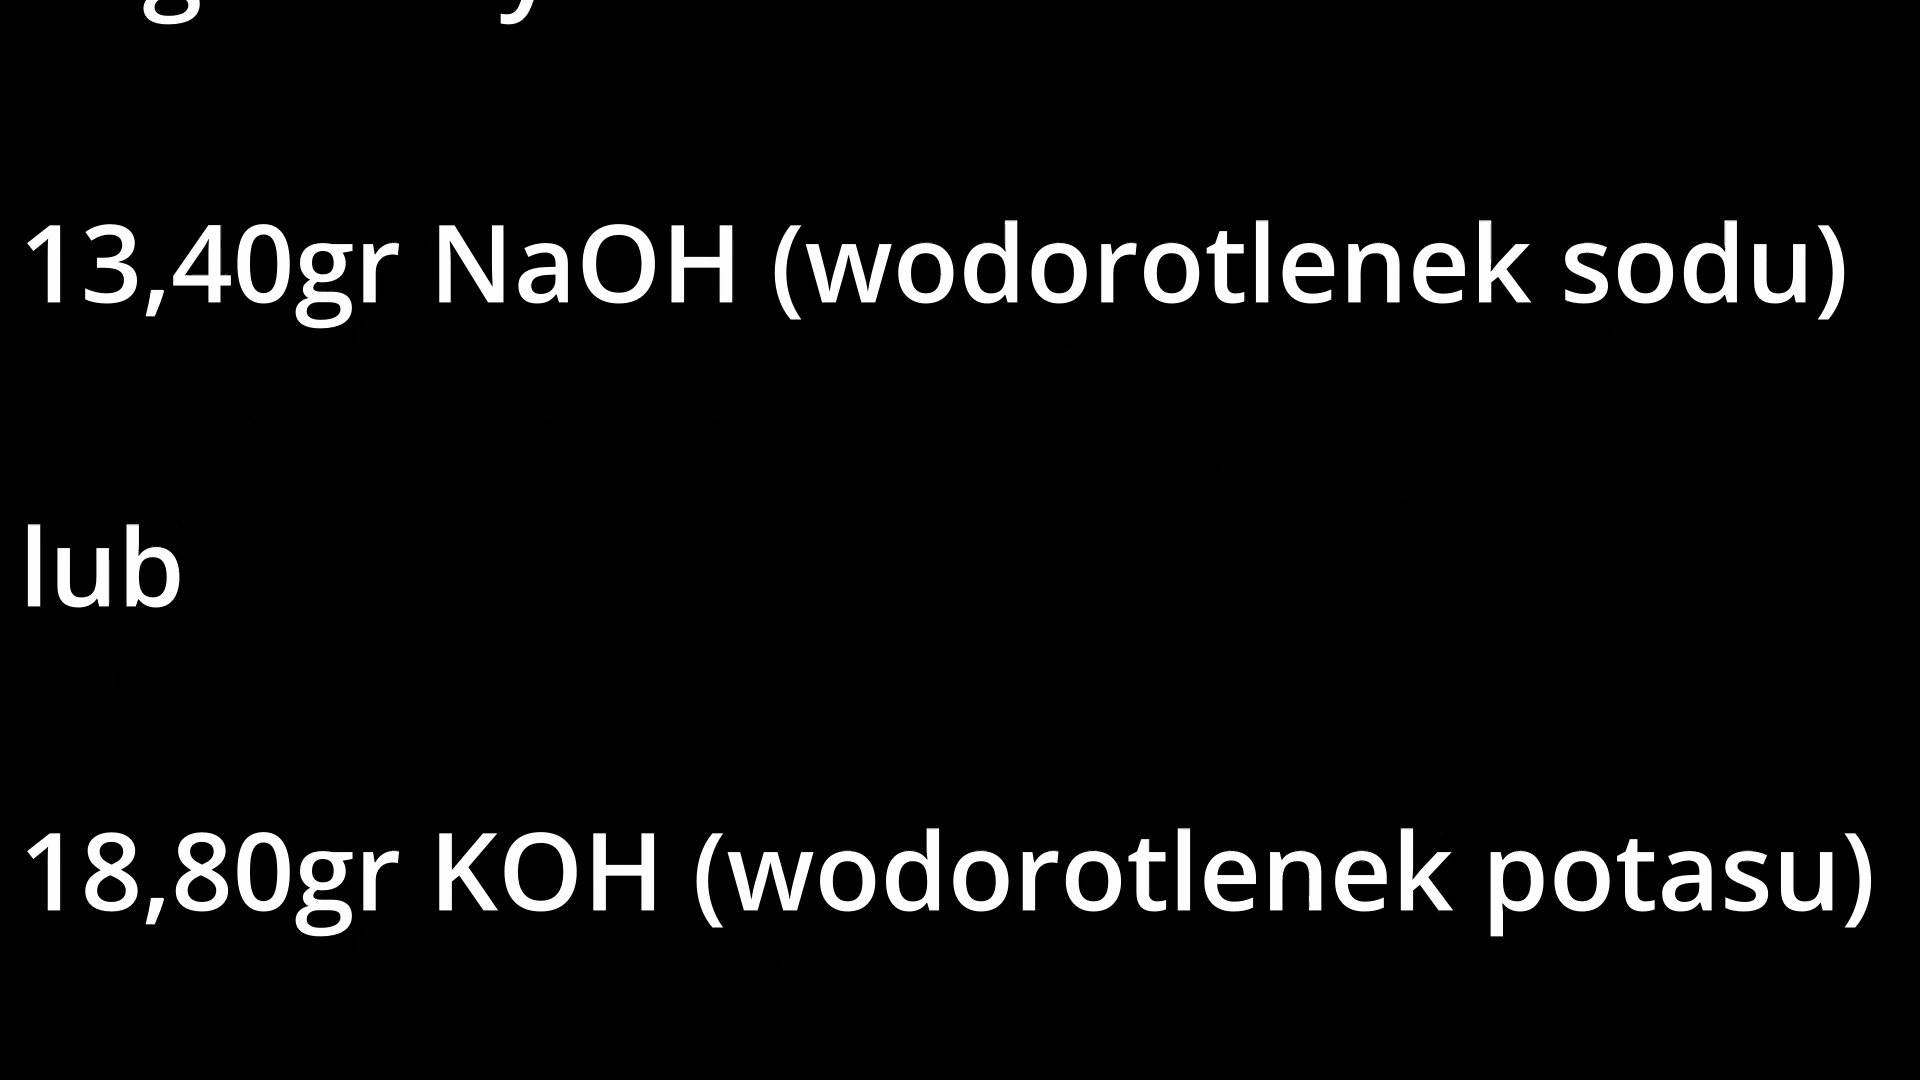 13,40gr NaOH (wodorotlenek sodu)
lub
18,80gr KOH (wodorotlenek potasu)